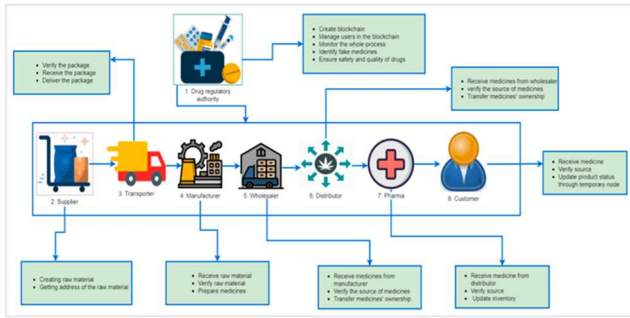 Create blockchain
Manage users in the blockchain
Monitor the whole process
Identify fake medicines
Ensure safety and quality of drugs
Verify the package
Receive the package
Deliver the package
1. Drug regulatory
authority
Receive medicines from wholesaler
verify the source of medicines
Transfer medicines' ownership
2. Supplier
3. Transporter
4. Manufacturer
5. Wholesaler
6. Distributor
7. Pharma
8. Customer
Receive medicine
Verify source
Update product status
through temporary node
Creating raw material
Getting address of the raw material
Receive raw material
Verify raw material
Prepare medicines
Receive medicines from
manufacturer
Verify the source of medicines
Transfer medicines' ownership
Receive medicine from
distributor
Verify source
Update inventory